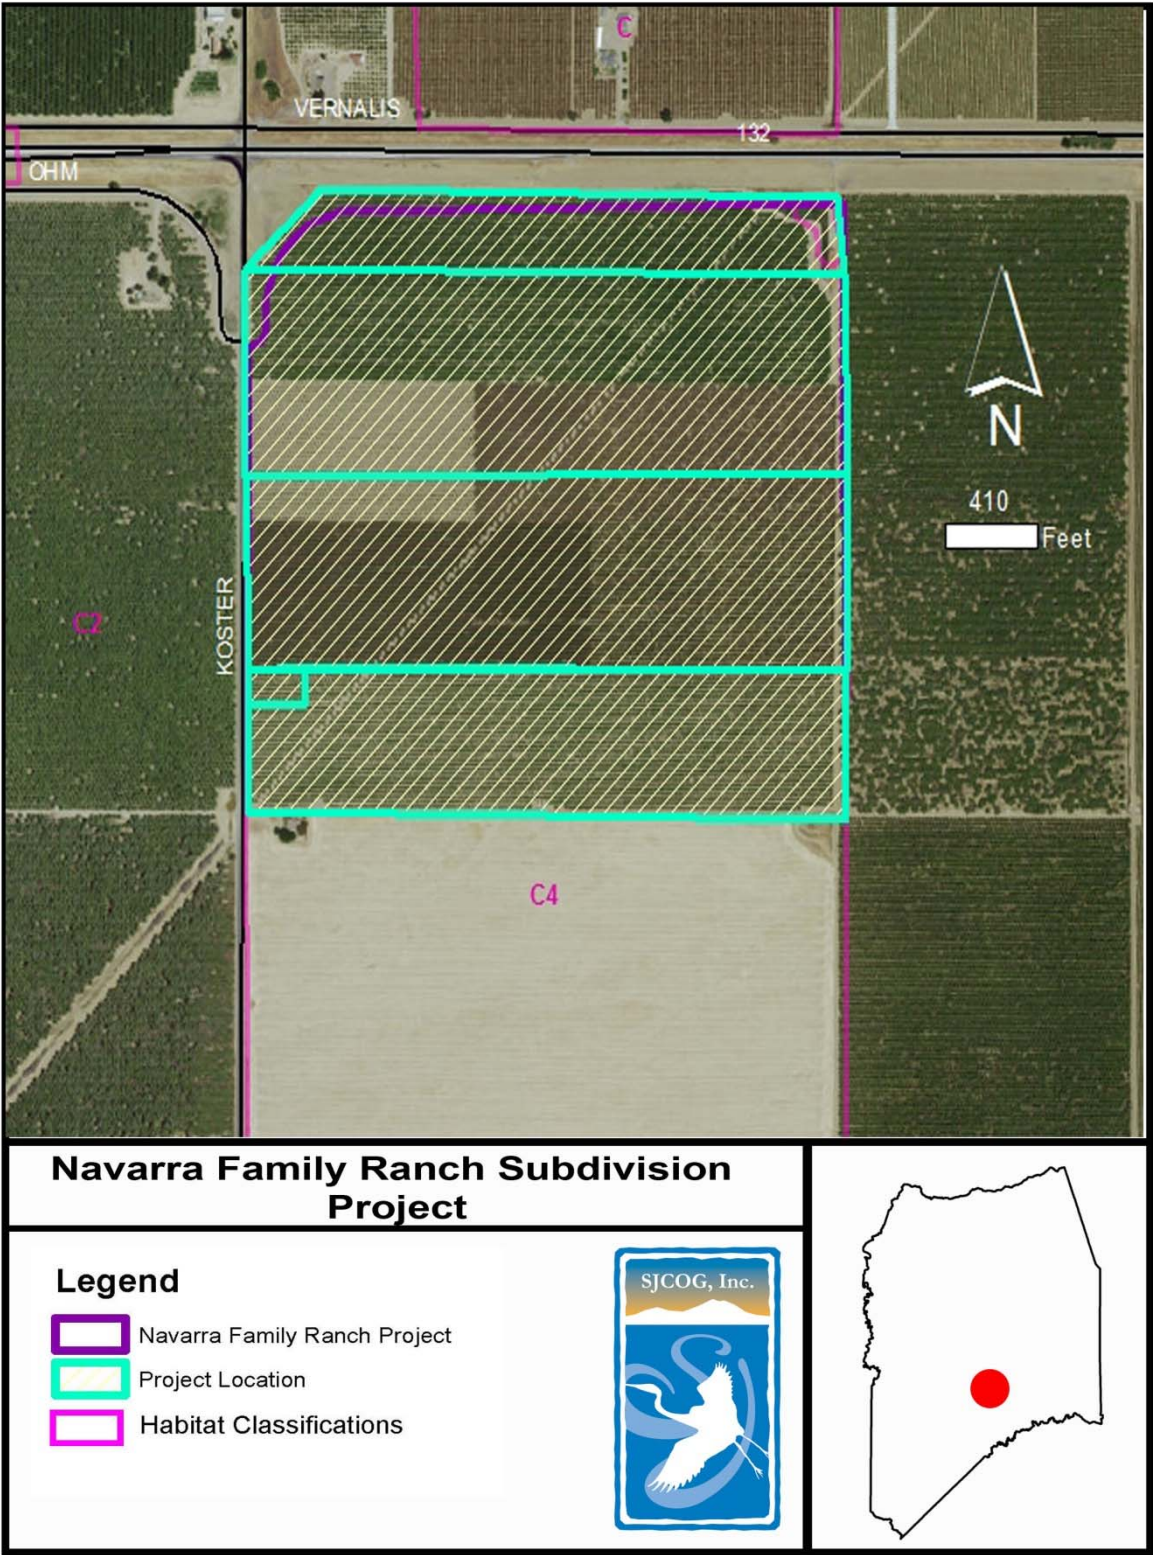 C
VERNALIS
132
OHM
N
410
Feet
KOSTER
C2
C4
Navarra Family Ranch Subdivision
Project
Legend
Navarra Family Ranch Project
Project Location
Habitat Classifications
SJCOG, Inc.